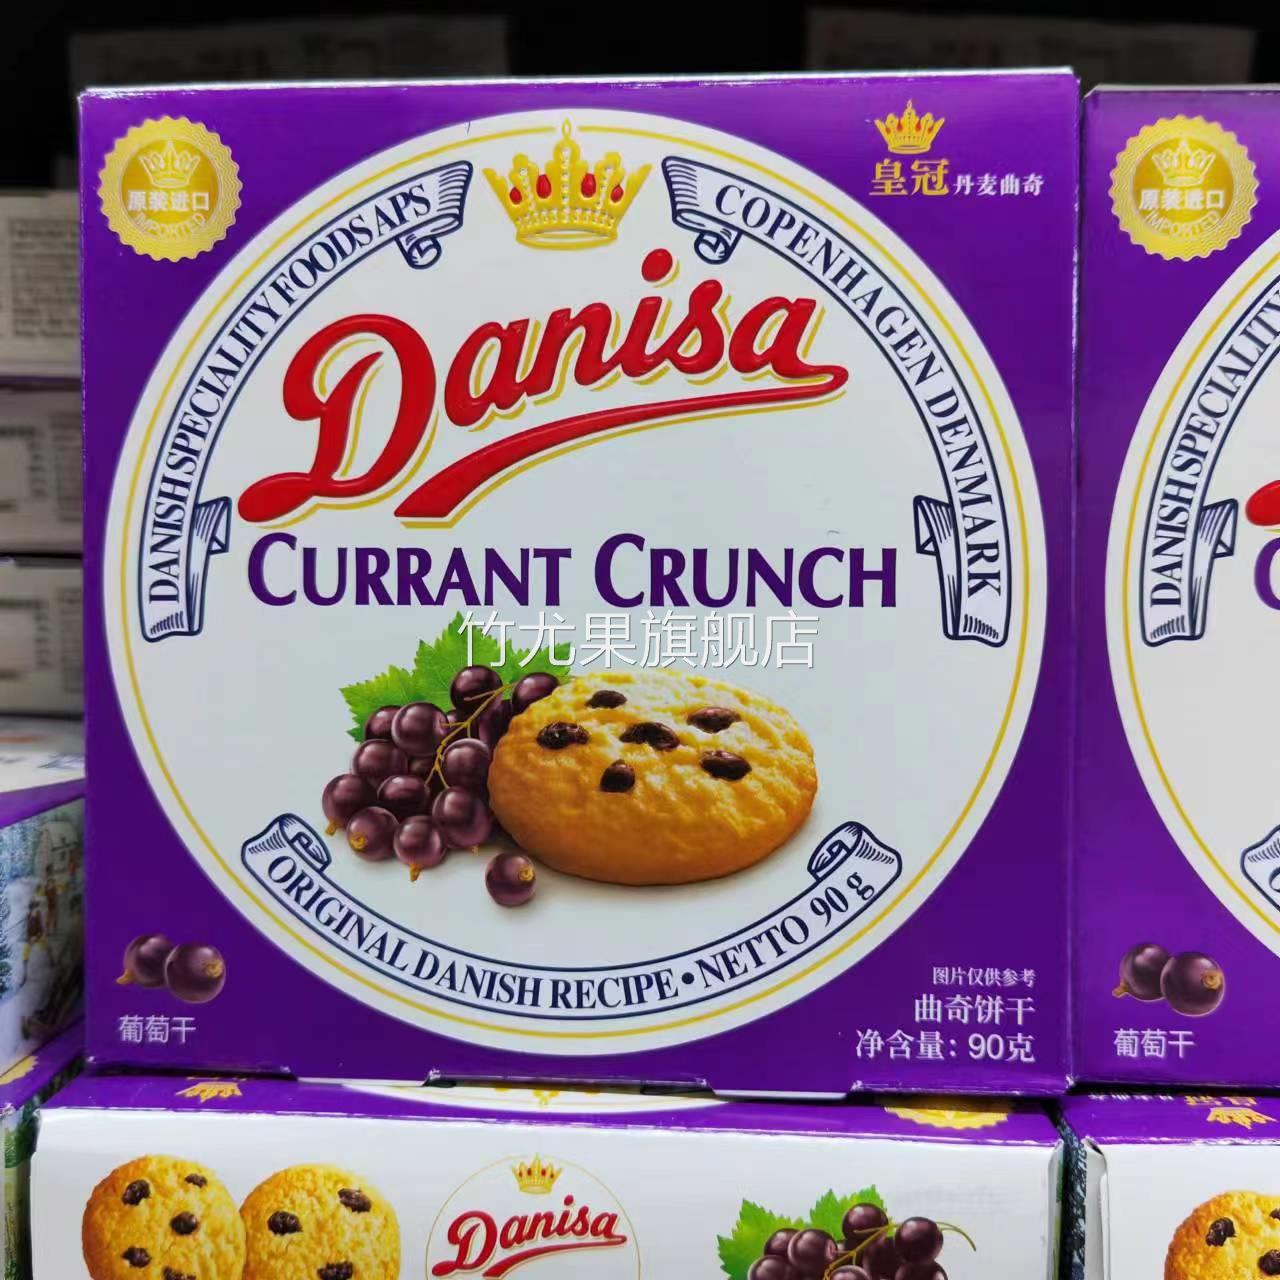 原装进口
IMPORTED
皇冠丹麦曲奇
DANISH SPECIALITY FOODS APS
COPENHAGEN DENMARK
Danisa
CURRANT CRUNCH
竹尤果旗舰店
ORIGINAL DANISH RECIPE • NETTO 90 g
葡萄干
图片仅供参考
曲奇饼干
净含量: 90克
原装进口
IMPORTED
DANISH SPECIALITY
C
葡萄干
Danisa